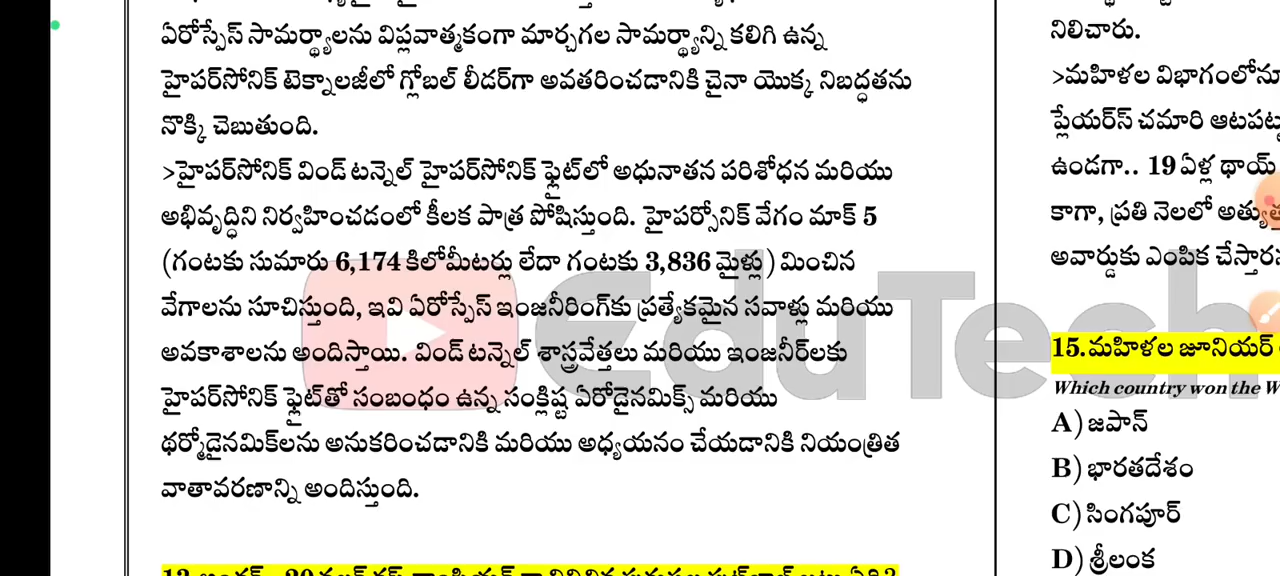 ఏరోస్పేస్ సామర్థ్యాలను విప్లవాత్మకంగా మార్చగల సామర్థ్యాన్ని కలిగి ఉన్న
హైపర్‌సోనిక్ టెక్నాలజీలో గ్లోబల్ లీడర్‌గా అవతరించడానికి చైనా యొక్క నిబద్ధతను
నొక్కి చెబుతుంది.
>హైపర్‌సోనిక్ విండ్ టన్నెల్ హైపర్‌సోనిక్ ఫ్లైట్‌లో అధునాతన పరిశోధన మరియు
అభివృద్ధిని నిర్వహించడంలో కీలక పాత్ర పోషిస్తుంది. హైపర్సోనిక్ వేగం మాక్ 5
(గంటకు సుమారు 6,174 కిలోమీటర్లు లేదా గంటకు 3,836 మైళ్లు) మించిన
వేగాలను సూచిస్తుంది, ఇవి ఏరోస్పేస్ ఇంజనీరింగ్‌కు ప్రత్యేకమైన సవాళ్లు మరియు
అవకాశాలను అందిస్తాయి. విండ్ టన్నెల్ శాస్త్రవేత్తలు మరియు ఇంజనీర్‌లకు
హైపర్‌సోనిక్ ఫ్లైట్‌తో సంబంధం ఉన్న సంక్లిష్ట ఏరోడైనమిక్స్ మరియు
థర్మోడైనమిక్‌లను అనుకరించడానికి మరియు అధ్యయనం చేయడానికి నియంత్రిత
వాతావరణాన్ని అందిస్తుంది.
EduTech
నిలిచారు.
>మహిళల విభాగంలోనూ
ప్లేయర్‌స్ చమారి ఆటపట్టు
ఉండగా.. 19 ఏళ్ల థాయ్
కాగా, ప్రతి నెలలో అత్యుత్త
అవార్డుకు ఎంపిక చేస్తార
15.మహిళల జూనియర్
Which country won the W
A) జపాన్
B) భారతదేశం
C) సింగపూర్
D) శ్రీలంక